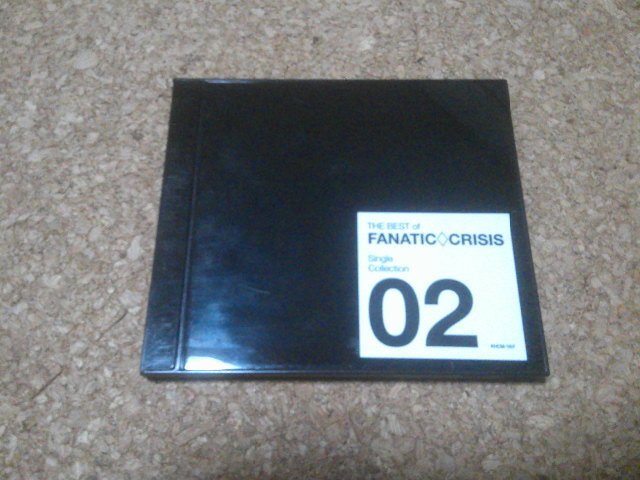 THE BEST of
FANATIC◇CRISIS
Single
Collection
02